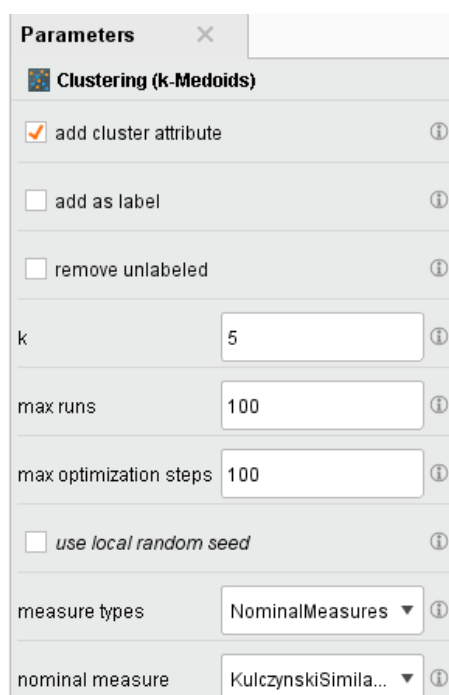 Parameters
Clustering (k-Medoids)
add cluster attribute
add as label
remove unlabeled
k 5
max runs 100
max optimization steps 100
use local random seed
measure types NominalMeasures
nominal measure KulczynskiSimila...